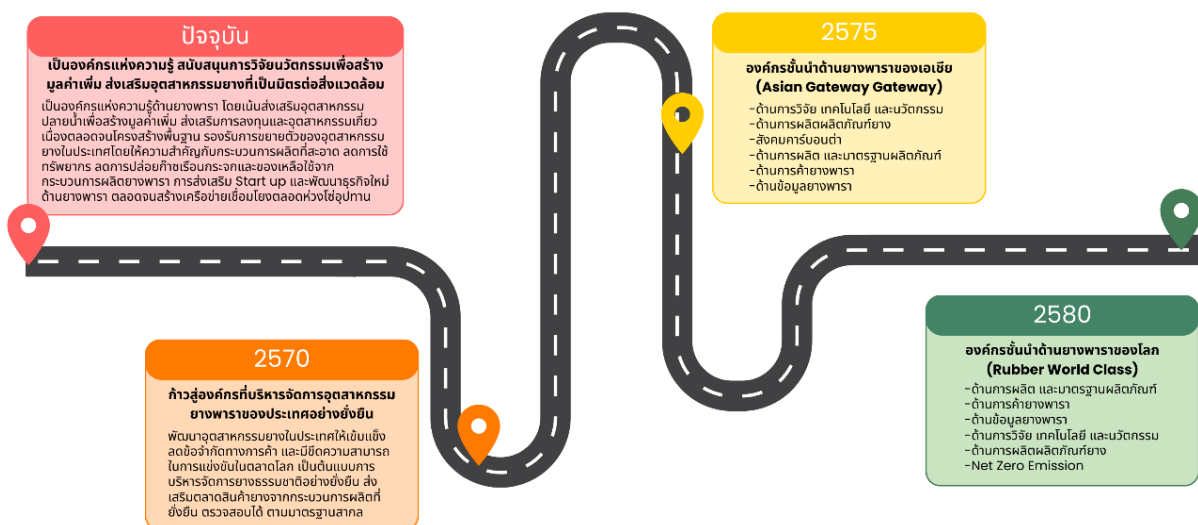 ปัจจุบัน
เป็นองค์กรแห่งความรู้ สนับสนุนการวิจัยนวัตกรรมเพื่อสร้าง
มูลค่าเพิ่ม ส่งเสริมอุตสาหกรรมยางที่เป็นมิตรต่อสิ่งแวดล้อม
เป็นองค์กรแห่งความรู้ด้านยางพารา โดยเน้นส่งเสริมอุตสาหกรรม
ปลายน้ำเพื่อสร้างมูลค่าเพิ่ม ส่งเสริมการลงทุนและอุตสาหกรรมเกี่ยว
เนื่องตลอดจนโครงสร้างพื้นฐาน รองรับการขยายตัวของอุตสาหกรรม
ยางในประเทศโดยให้ความสำคัญกับกระบวนการผลิตที่สะอาด ลดการใช้
ทรัพยากร ลดการปล่อยก๊าซเรือนกระจกและของเหลือใช้จาก
กระบวนการผลิตยางพารา การส่งเสริม Start up และพัฒนาธุรกิจใหม่
ด้านยางพารา ตลอดจนสร้างเครือข่ายเชื่อมโยงตลอดห่วงโซ่อุปทาน
2570
ก้าวสู่องค์กรที่บริหารจัดการอุตสาหกรรม
ยางพาราของประเทศอย่างยั่งยืน
พัฒนาอุตสาหกรรมยางในประเทศให้เข้มแข็ง
ลดข้อจำกัดทางการค้า และมีขีดความสามารถ
ในการแข่งขันในตลาดโลก เป็นต้นแบบการ
บริหารจัดการยางธรรมชาติอย่างยั่งยืน ส่ง
เสริมตลาดสินค้ายางจากกระบวนการผลิตที่
ยั่งยืน ตรวจสอบได้ ตามมาตรฐานสากล
2575
องค์กรชั้นนำด้านยางพาราของเอเชีย
(Asian Gateway Gateway)
-ด้านการวิจัย เทคโนโลยี และนวัตกรรม
-ด้านการผลิตผลิตภัณฑ์ยาง
-สังคมคาร์บอนต่ำ
-ด้านการผลิต และมาตรฐานผลิตภัณฑ์
-ด้านการค้ายางพารา
-ด้านข้อมูลยางพารา
2580
องค์กรชั้นนำด้านยางพาราของโลก
(Rubber World Class)
-ด้านการผลิต และมาตรฐานผลิตภัณฑ์
-ด้านการค้ายางพารา
-ด้านข้อมูลยางพารา
-ด้านการวิจัย เทคโนโลยี และนวัตกรรม
-ด้านการผลิตผลิตภัณฑ์ยาง
-Net Zero Emission